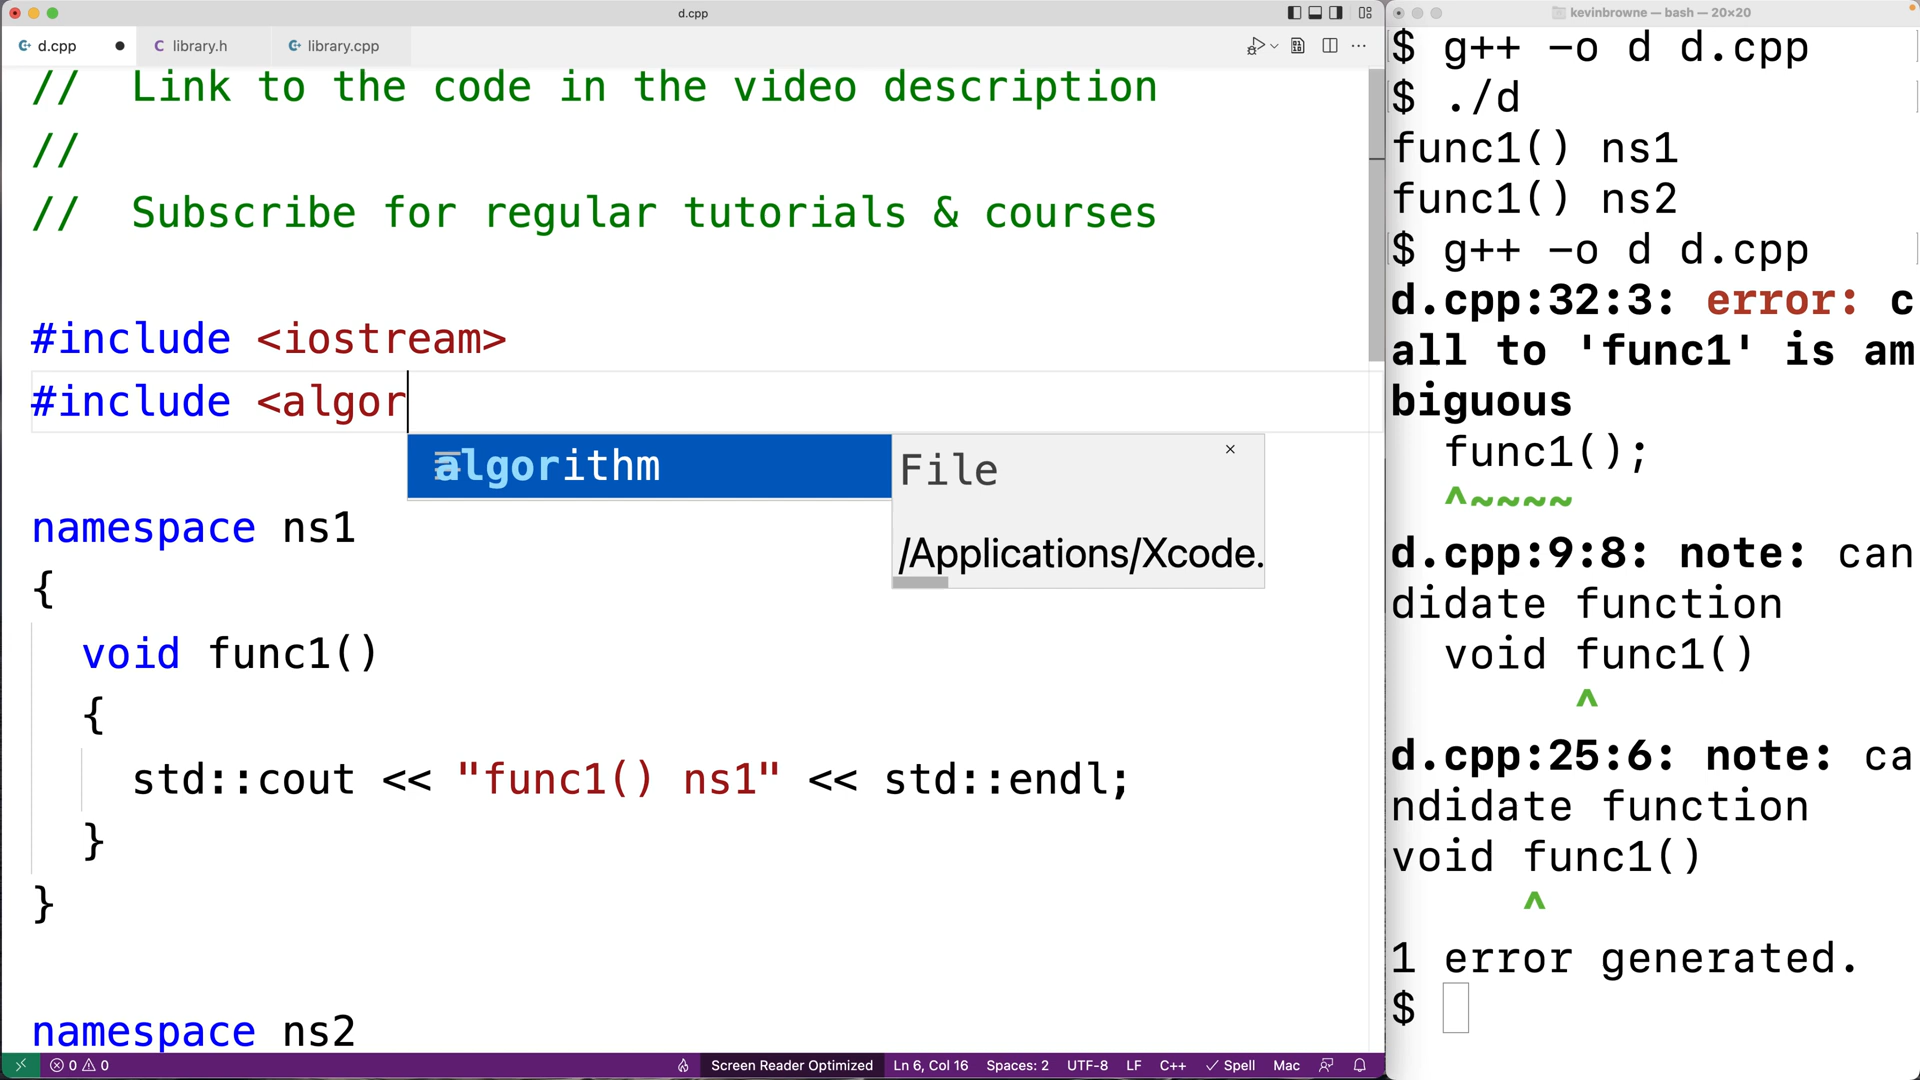 d.cpp
d.cpp
library.h
library.cpp
// Link to the code in the video description
//
// Subscribe for regular tutorials & courses
#include <iostream>
#include <algor
algorithm
File
/Applications/Xcode.
namespace ns1
{
void func1()
{
std::cout << "func1() ns1" << std::endl;
}
}
namespace ns2
0 0
Screen Reader Optimized
Ln 6, Col 16
Spaces: 2
UTF-8
LF
C++
Spell
Mac
kevinbrowne — bash — 20×20
$ g++ -o d d.cpp
$ ./d
func1() ns1
func1() ns2
$ g++ -o d d.cpp
d.cpp:32:3: error: c
all to 'func1' is am
biguous
func1();
^~~~~
d.cpp:9:8: note: can
didate function
void func1()
^
d.cpp:25:6: note: ca
ndidate function
void func1()
^
1 error generated.
$